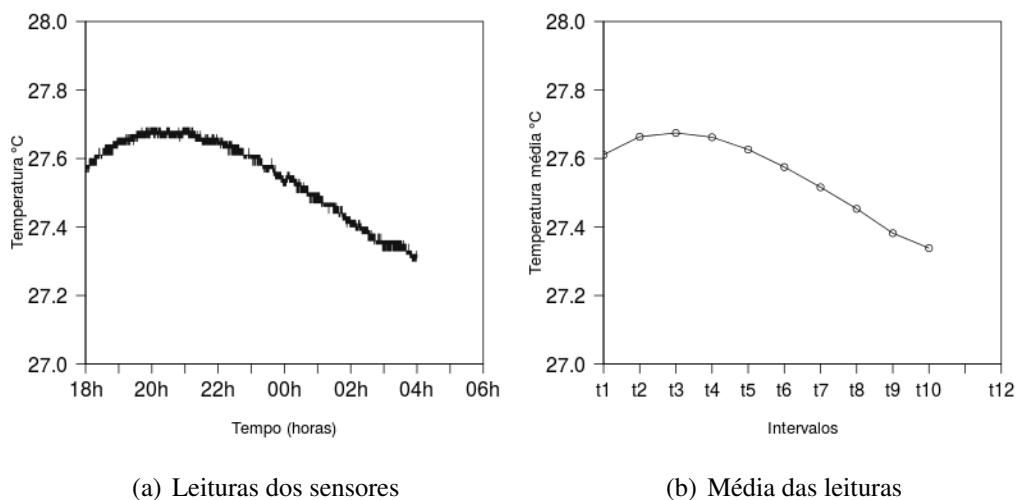 28.0
27.8
27.6
27.4
27.2
27.0
Temperatura °C
18h 20h 22h 00h 02h 04h 06h
Tempo (horas)
(a) Leituras dos sensores
28.0
27.8
27.6
27.4
27.2
27.0
Temperatura média °C
t1 t2 t3 t4 t5 t6 t7 t8 t9 t10 t12
Intervalos
(b) Média das leituras